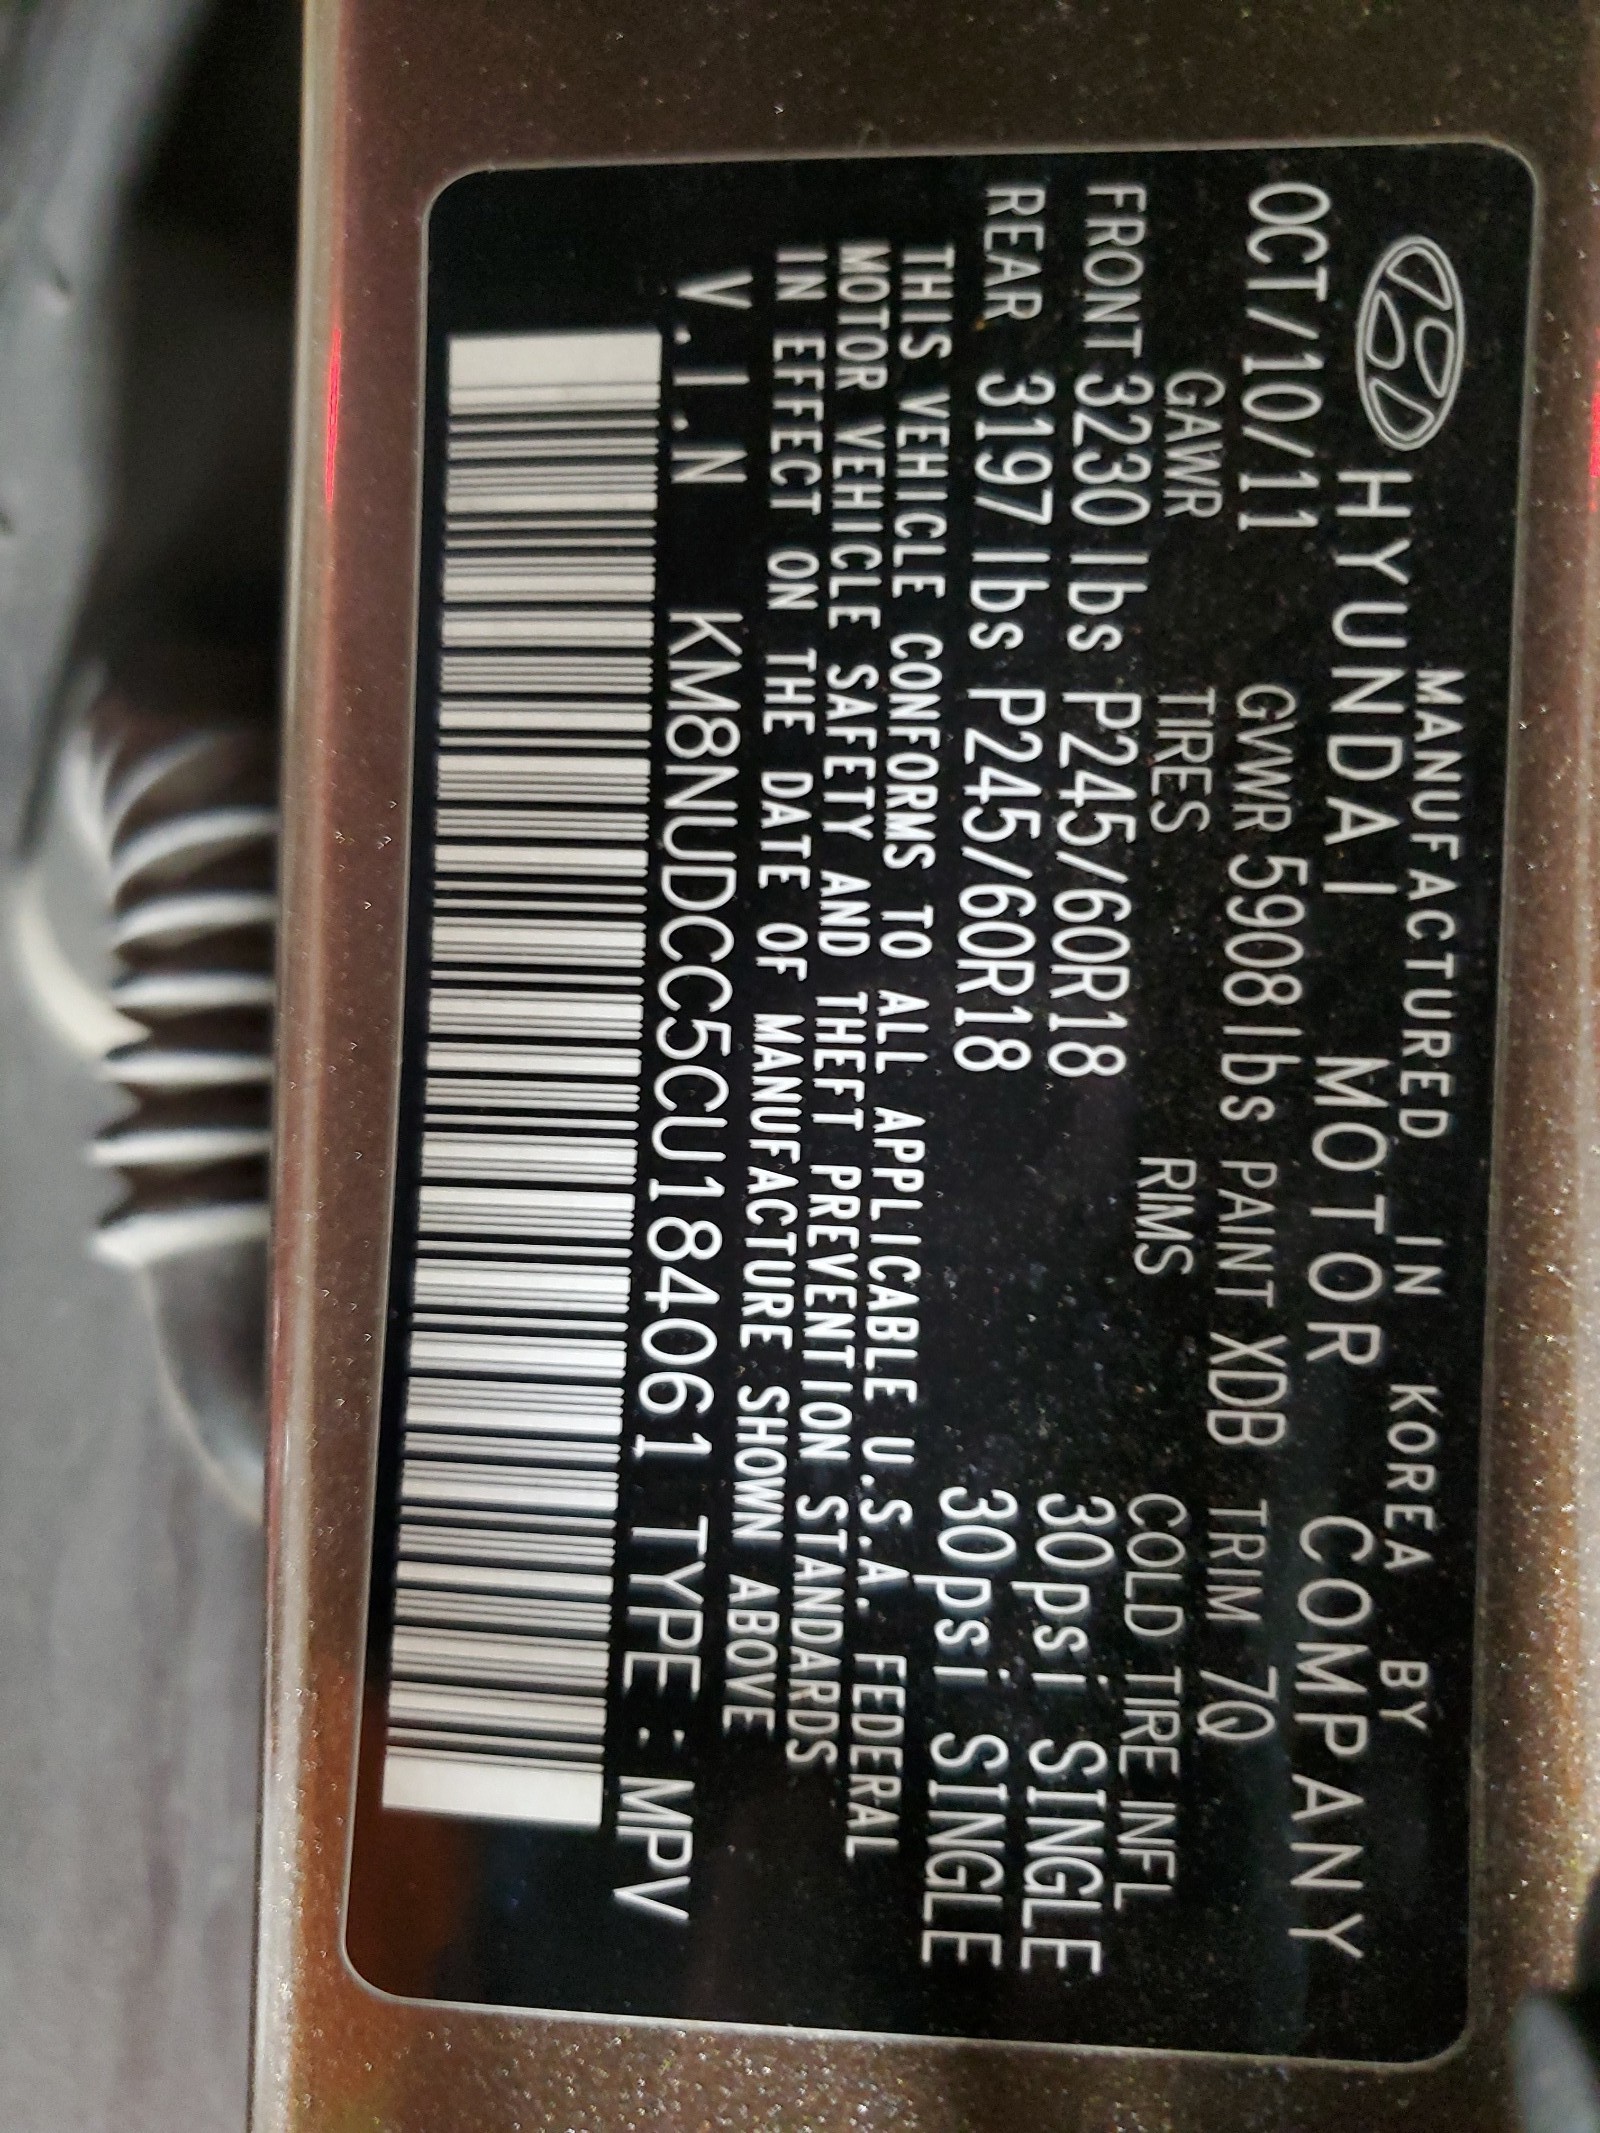 MANUFACTURED IN KOREA BY
HYUNDAI MOTOR COMPANY
OCT/10/11 GVWR 5908 lbs PAINT XDB TRIM 7Q
GAWR TIRES RIMS COLD TIRE INFL
FRONT 3230 lbs P245/60R18 30psi SINGLE
REAR 3197 lbs P245/60R18 30psi SINGLE
THIS VEHICLE CONFORMS TO ALL APPLICABLE U.S.A. FEDERAL
MOTOR VEHICLE SAFETY AND THEFT PREVENTION STANDARDS
IN EFFECT ON THE DATE OF MANUFACTURE SHOWN ABOVE
V.I.N KM8NUDCC5CU184061 TYPE:MPV